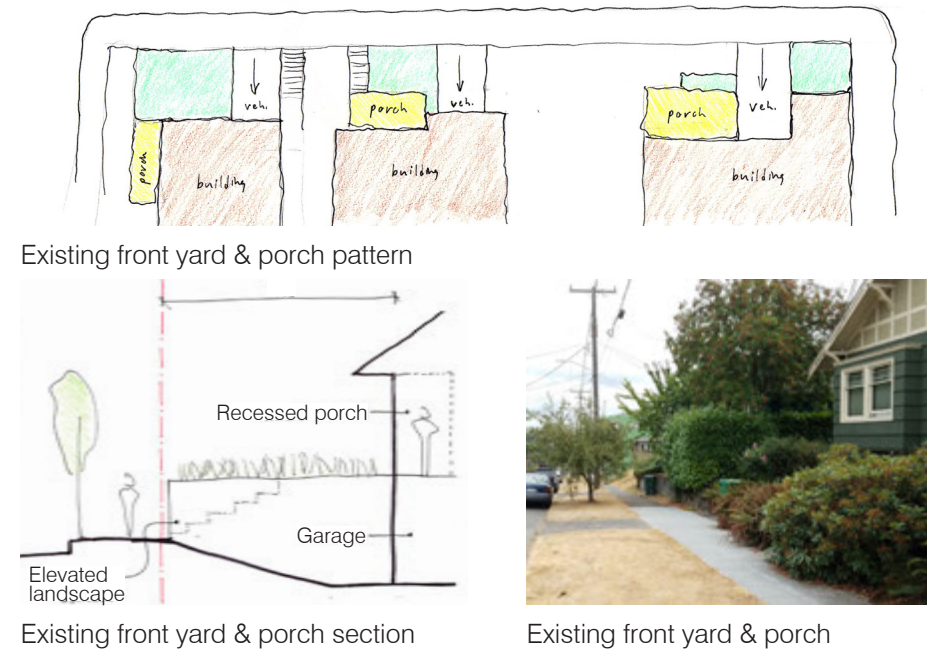 veh.
veh.
veh.
porch
porch
porch
building
building
building
Existing front yard & porch pattern
Recessed porch
Garage
Elevated
landscape
Existing front yard & porch section
Existing front yard & porch